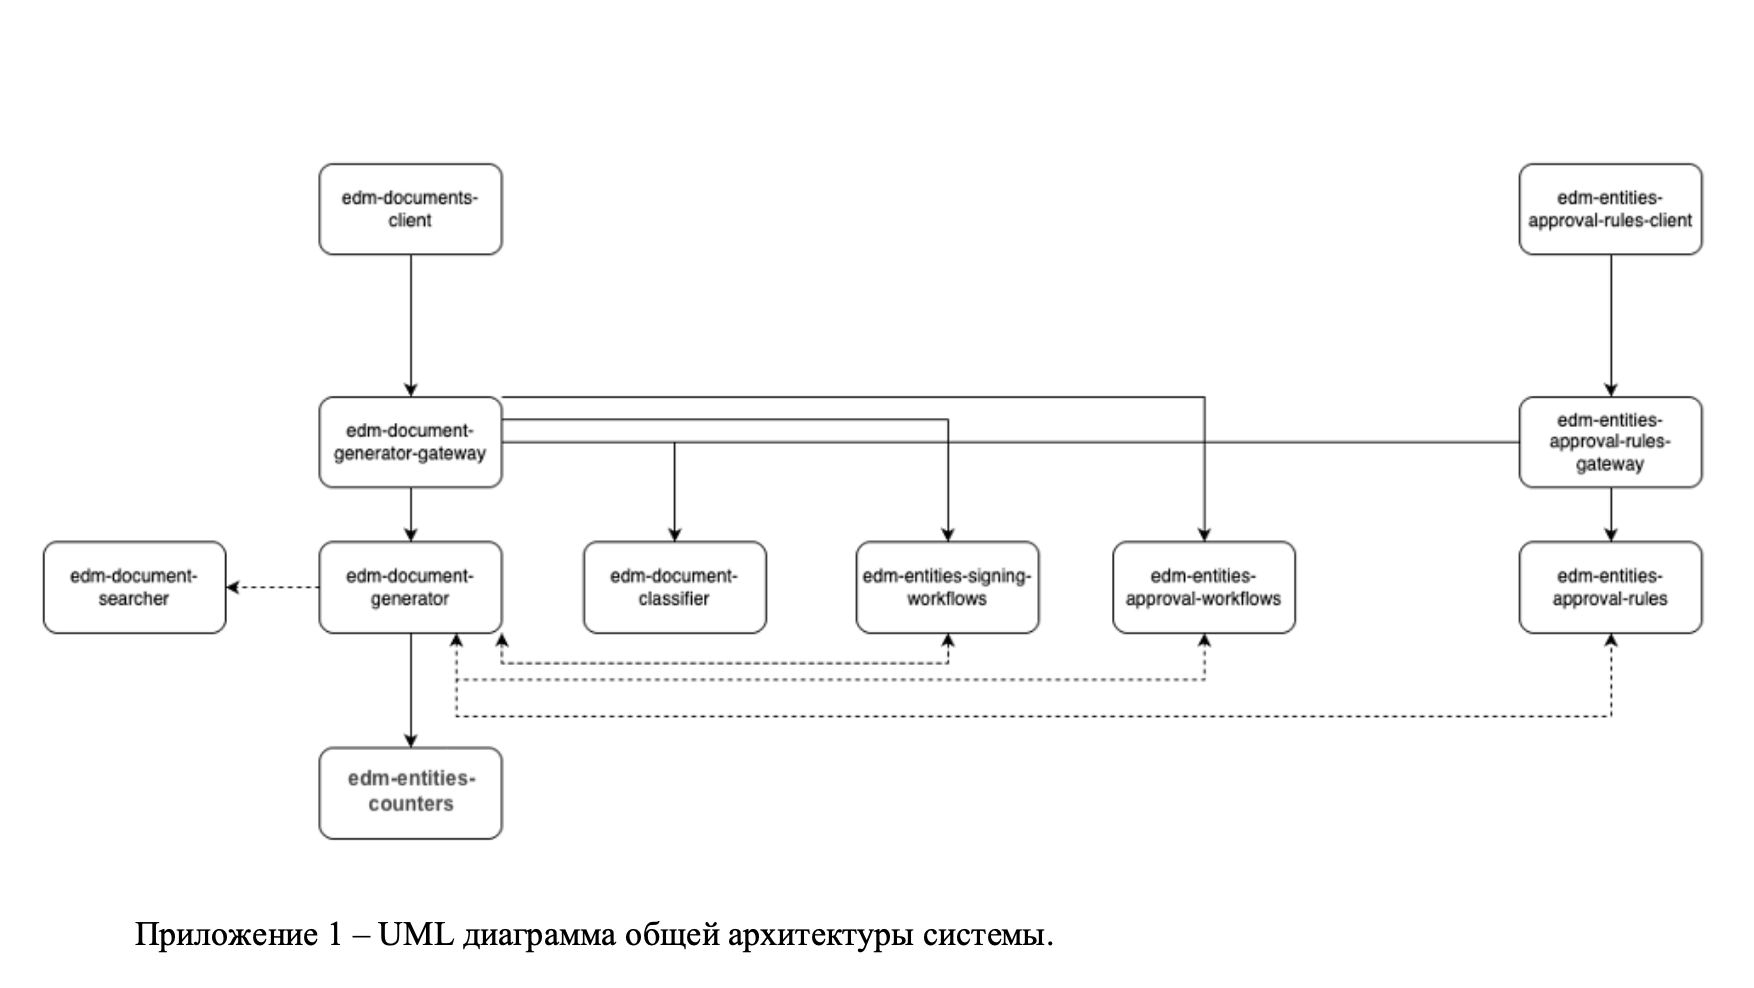 edm-documents-
client
edm-entities-
approval-rules-client
edm-document-
generator-gateway
edm-entities-
approval-rules-
gateway
edm-document-
searcher
edm-document-
generator
edm-document-
classifier
edm-entities-signing-
workflows
edm-entities-
approval-workflows
edm-entities-
approval-rules
edm-entities-
counters
Приложение 1 – UML диаграмма общей архитектуры системы.